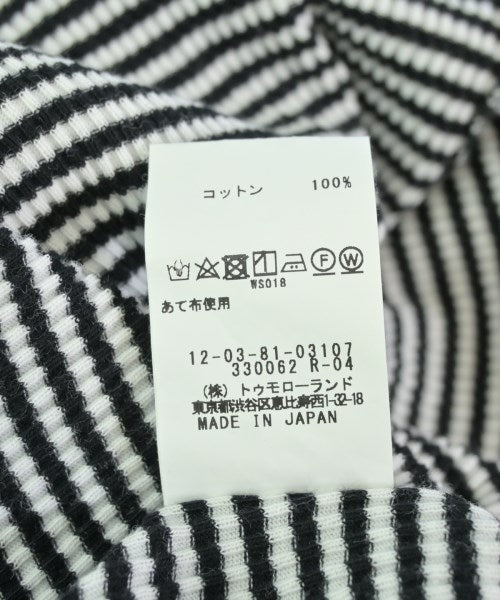 コットン 100%
F W
WS018
あて布使用
12-03-81-03107
330062 R-04
(株) トゥモローランド
東京都渋谷区恵比寿西1-32-18
MADE IN JAPAN